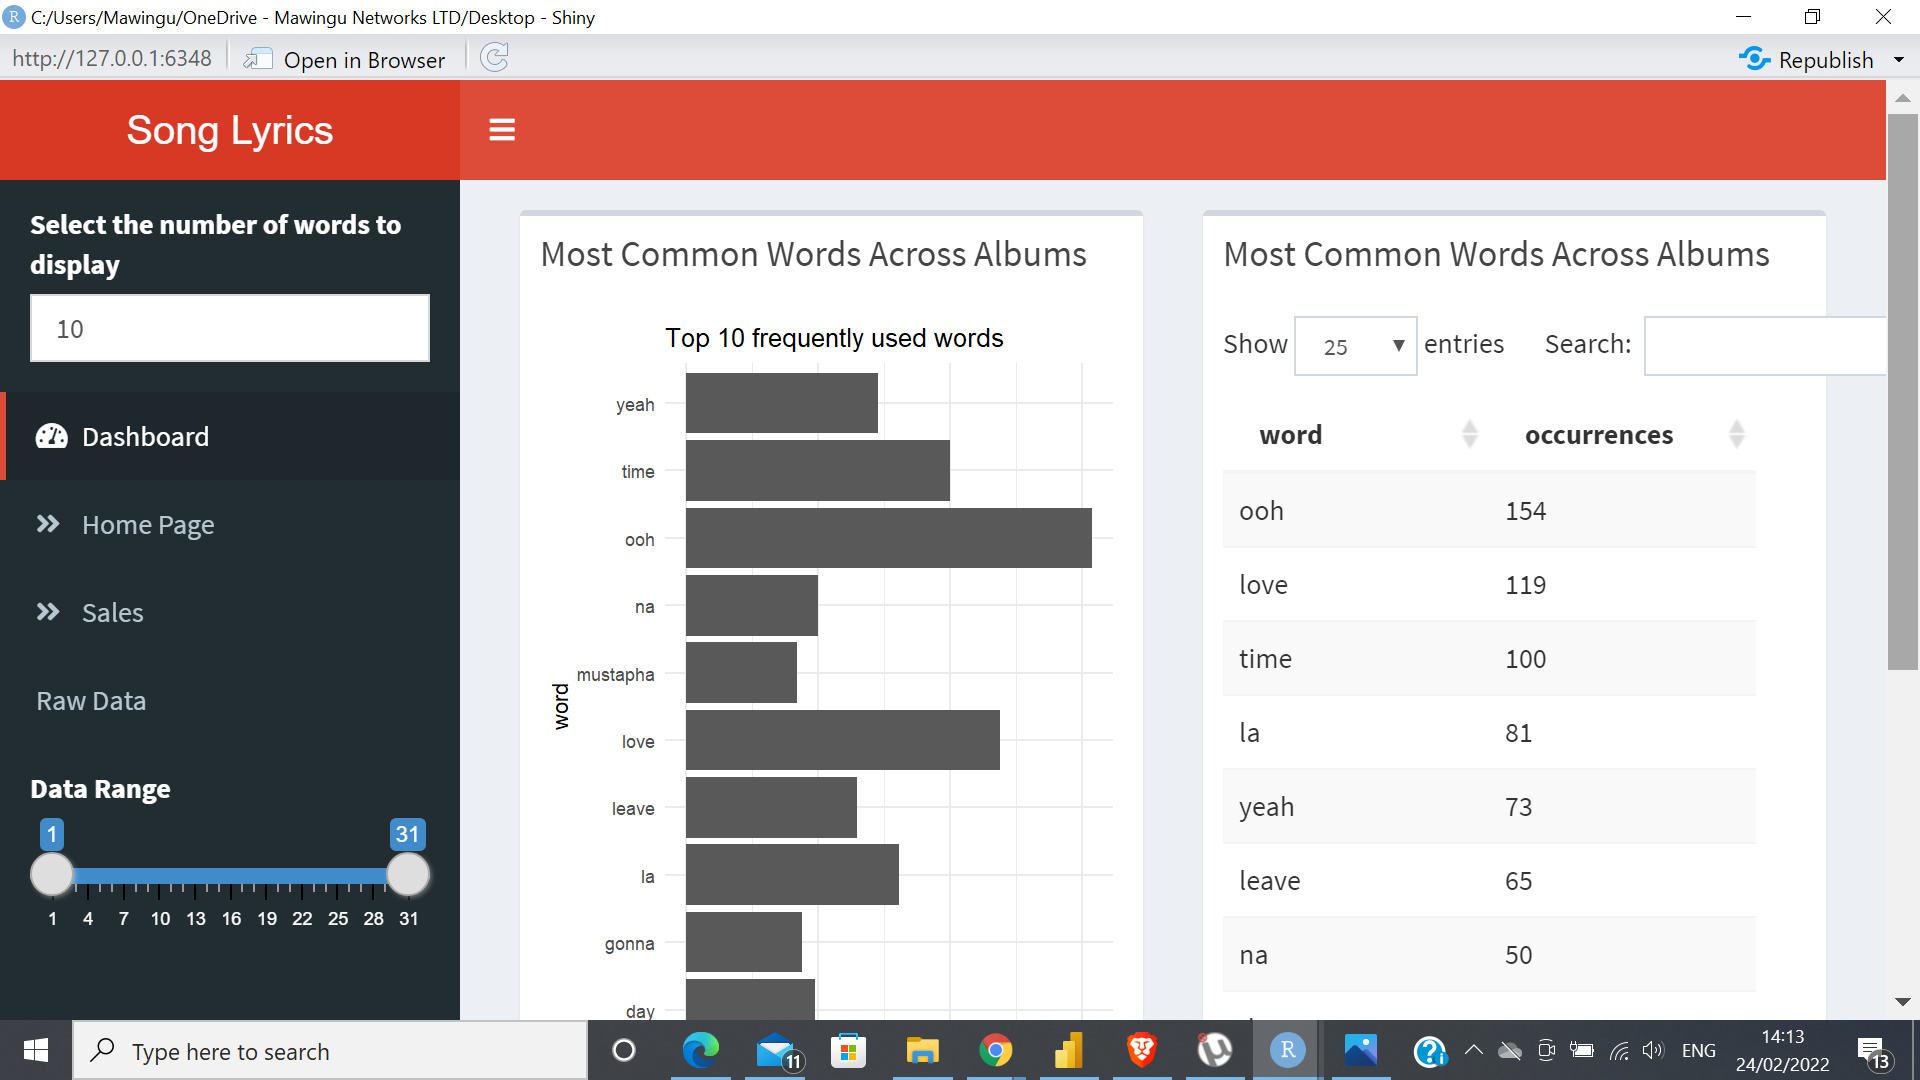 C:/Users/Mawingu/OneDrive - Mawingu Networks LTD/Desktop - Shiny
http://127.0.0.1:6348
Open in Browser
Republish
Song Lyrics
Select the number of words to
display
10
Dashboard
Home Page
Sales
Raw Data
Data Range
1
31
1 4 7 10 13 16 19 22 25 28 31
Most Common Words Across Albums
Top 10 frequently used words
word
yeah
time
ooh
na
mustapha
love
leave
la
gonna
day
Most Common Words Across Albums
Show 25 entries Search:
word occurrences
ooh 154
love 119
time 100
la 81
yeah 73
leave 65
na 50
Type here to search
11
R
ENG
14:13
24/02/2022
13